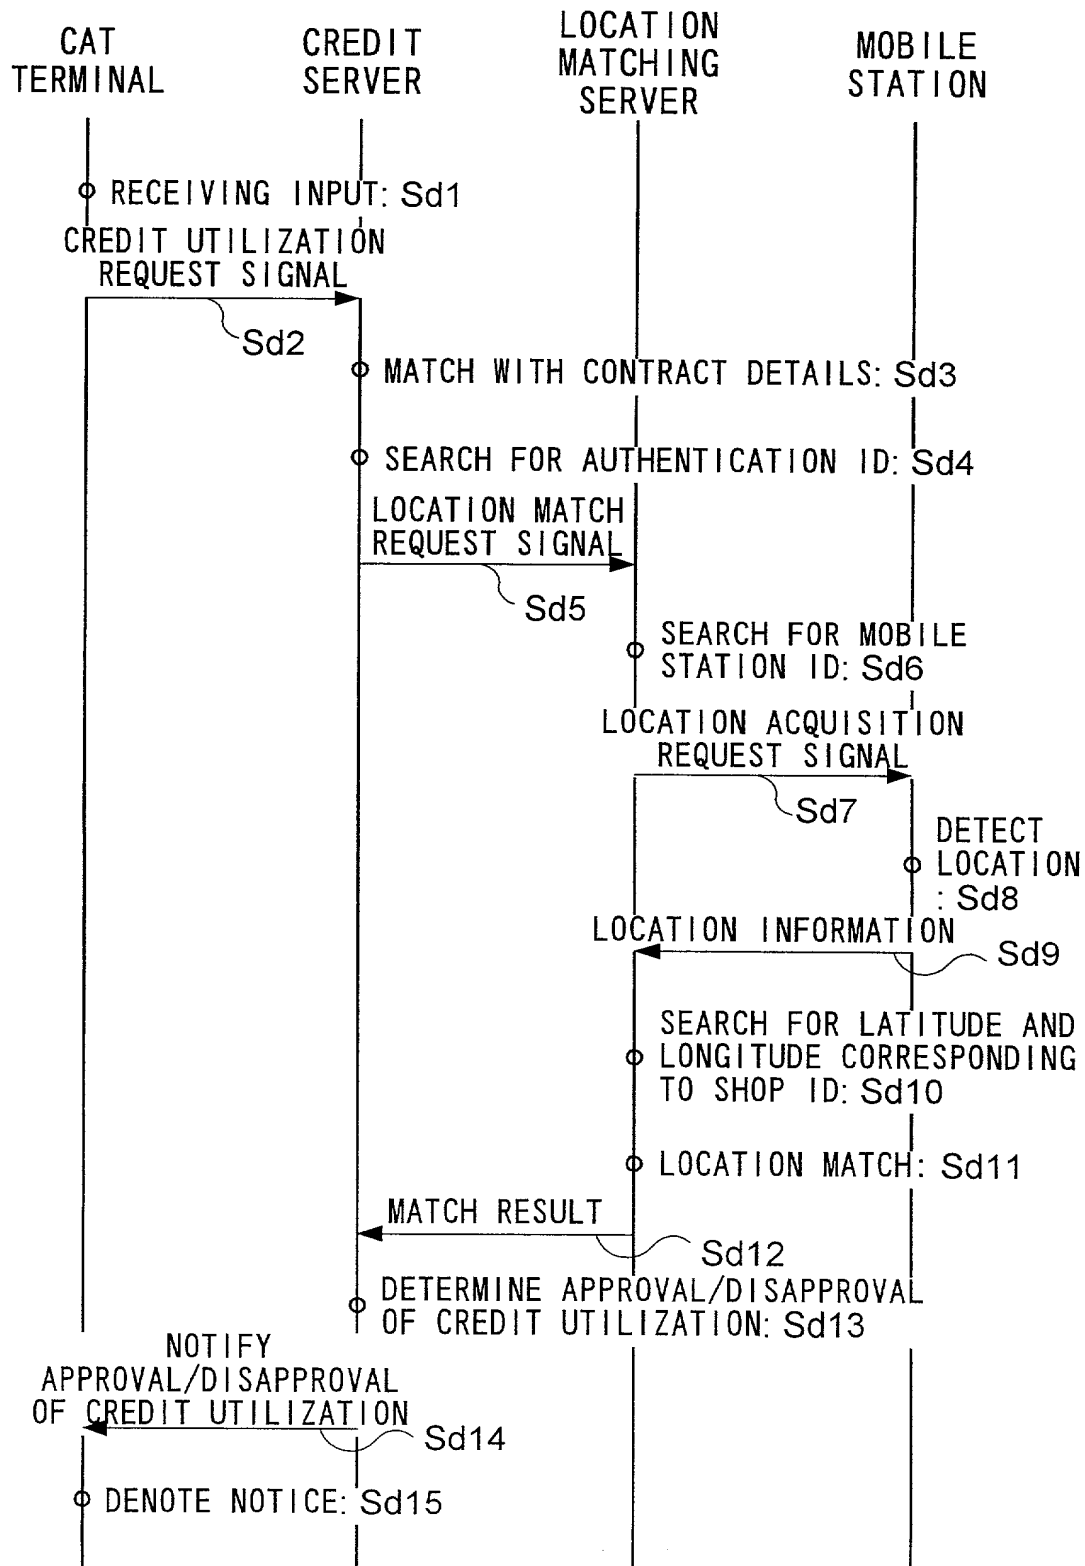 CAT
TERMINAL
CREDIT
SERVER
LOCATION
MATCHING
SERVER
MOBILE
STATION
RECEIVING INPUT: Sd1
CREDIT UTILIZATION
REQUEST SIGNAL
Sd2
MATCH WITH CONTRACT DETAILS: Sd3
SEARCH FOR AUTHENTICATION ID: Sd4
LOCATION MATCH
REQUEST SIGNAL
Sd5
SEARCH FOR MOBILE
STATION ID: Sd6
LOCATION ACQUISITION
REQUEST SIGNAL
Sd7
DETECT
LOCATION
: Sd8
LOCATION INFORMATION
Sd9
SEARCH FOR LATITUDE AND
LONGITUDE CORRESPONDING
TO SHOP ID: Sd10
LOCATION MATCH: Sd11
MATCH RESULT
Sd12
DETERMINE APPROVAL/DISAPPROVAL
OF CREDIT UTILIZATION: Sd13
NOTIFY
APPROVAL/DISAPPROVAL
OF CREDIT UTILIZATION
Sd14
DENOTE NOTICE: Sd15